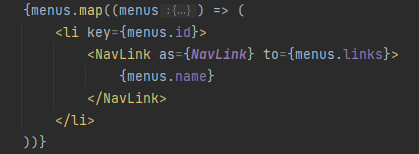 {menus.map((menus :{...} ) => (
<li key={menus.id}>
<NavLink as={NavLink} to={menus.links}>
{menus.name}
</NavLink>
</li>
))}